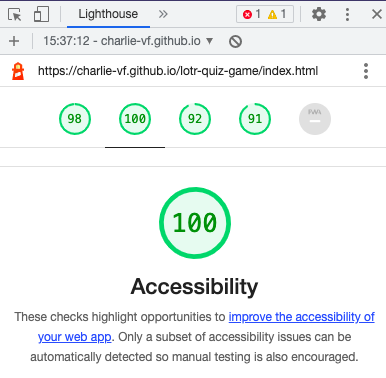 Lighthouse » 1 1
15:37:12 - charlie-vf.github.io
https://charlie-vf.github.io/lotr-quiz-game/index.html
98 100 92 91 PWA
100
Accessibility
These checks highlight opportunities to improve the accessibility of
your web app. Only a subset of accessibility issues can be
automatically detected so manual testing is also encouraged.